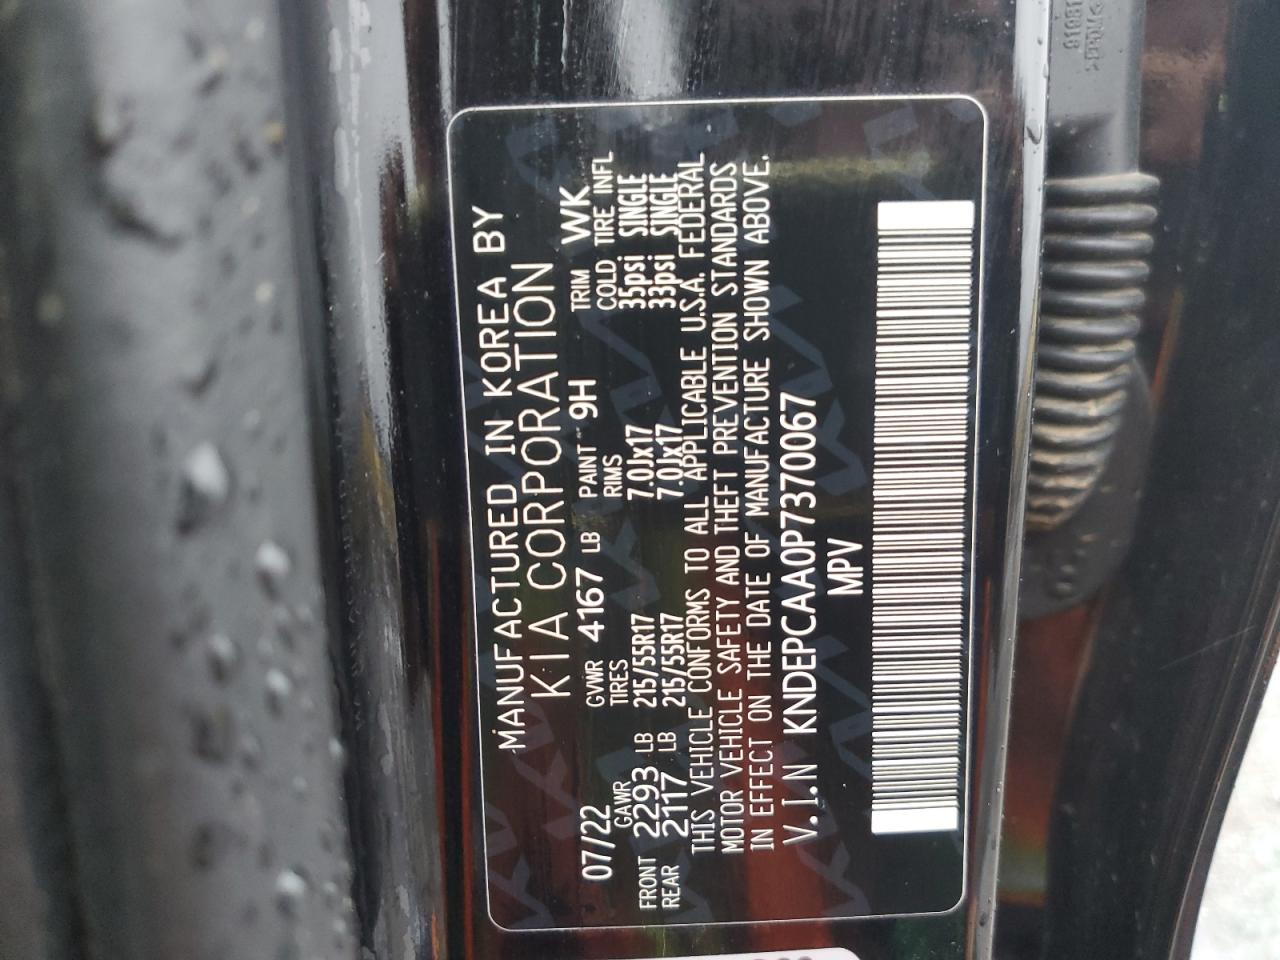 MANUFACTURED IN KOREA BY
KIA CORPORATION
07/22 GVWR 4167 LB PAINT 9H TRIM WK
GAWR TIRES RIMS COLD TIRE INFL
FRONT 2293 LB 215/55R17 7.0Jx17 35psi SINGLE
REAR 2117 LB 215/55R17 7.0Jx17 33psi SINGLE
THIS VEHICLE CONFORMS TO ALL APPLICABLE U.S.A. FEDERAL
MOTOR VEHICLE SAFETY AND THEFT PREVENTION STANDARDS
IN EFFECT ON THE DATE OF MANUFACTURE SHOWN ABOVE.
V.I.N KNDEPCAA0P7370067
MPV